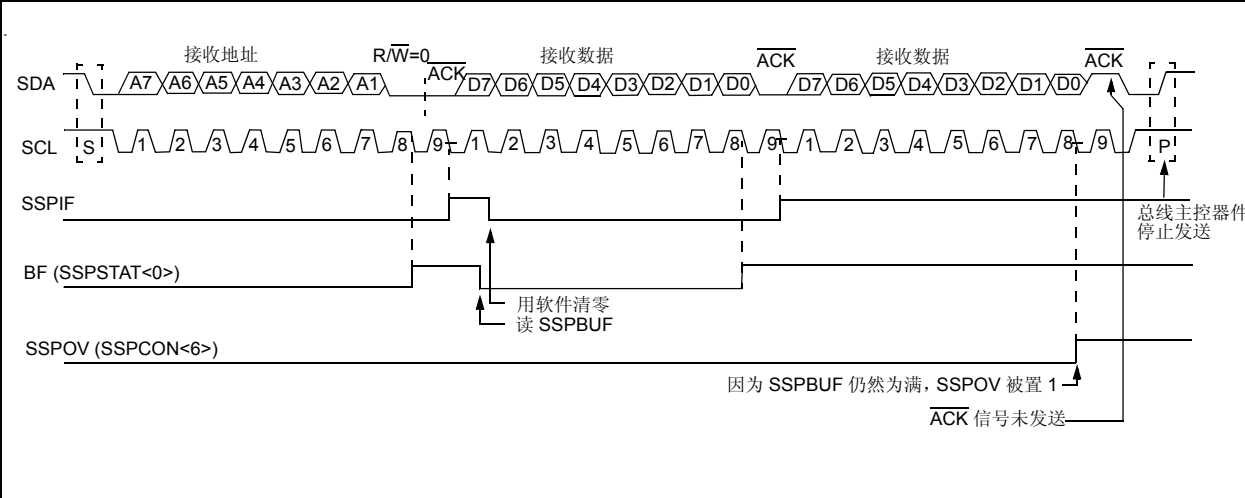 接收地址 R/W̅=0 接收数据 A̅C̅K̅ 接收数据 A̅C̅K̅
SDA A7 A6 A5 A4 A3 A2 A1 A̅C̅K̅ D7 D6 D5 D4 D3 D2 D1 D0 D7 D6 D5 D4 D3 D2 D1 D0
SCL S 1 2 3 4 5 6 7 8 9 1 2 3 4 5 6 7 8 9 1 2 3 4 5 6 7 8 9 P
SSPIF
总线主控器件
停止发送
BF (SSPSTAT<0>)
用软件清零
读 SSPBUF
SSPOV (SSPCON<6>)
因为 SSPBUF 仍然为满，SSPOV 被置 1
A̅C̅K̅ 信号未发送